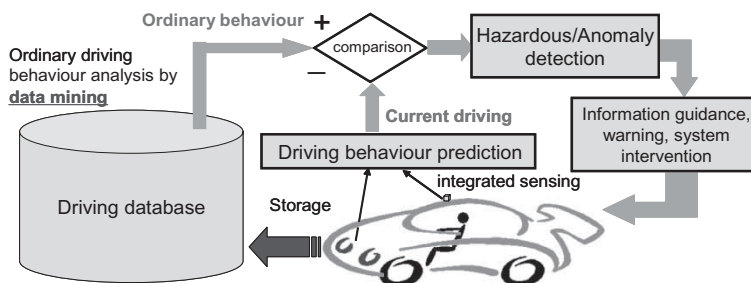 Ordinary behaviour
+
comparison
–
Hazardous/Anomaly
detection
Ordinary driving
behaviour analysis by
data mining
Current driving
Information guidance,
warning, system
intervention
Driving behaviour prediction
integrated sensing
Driving database
Storage